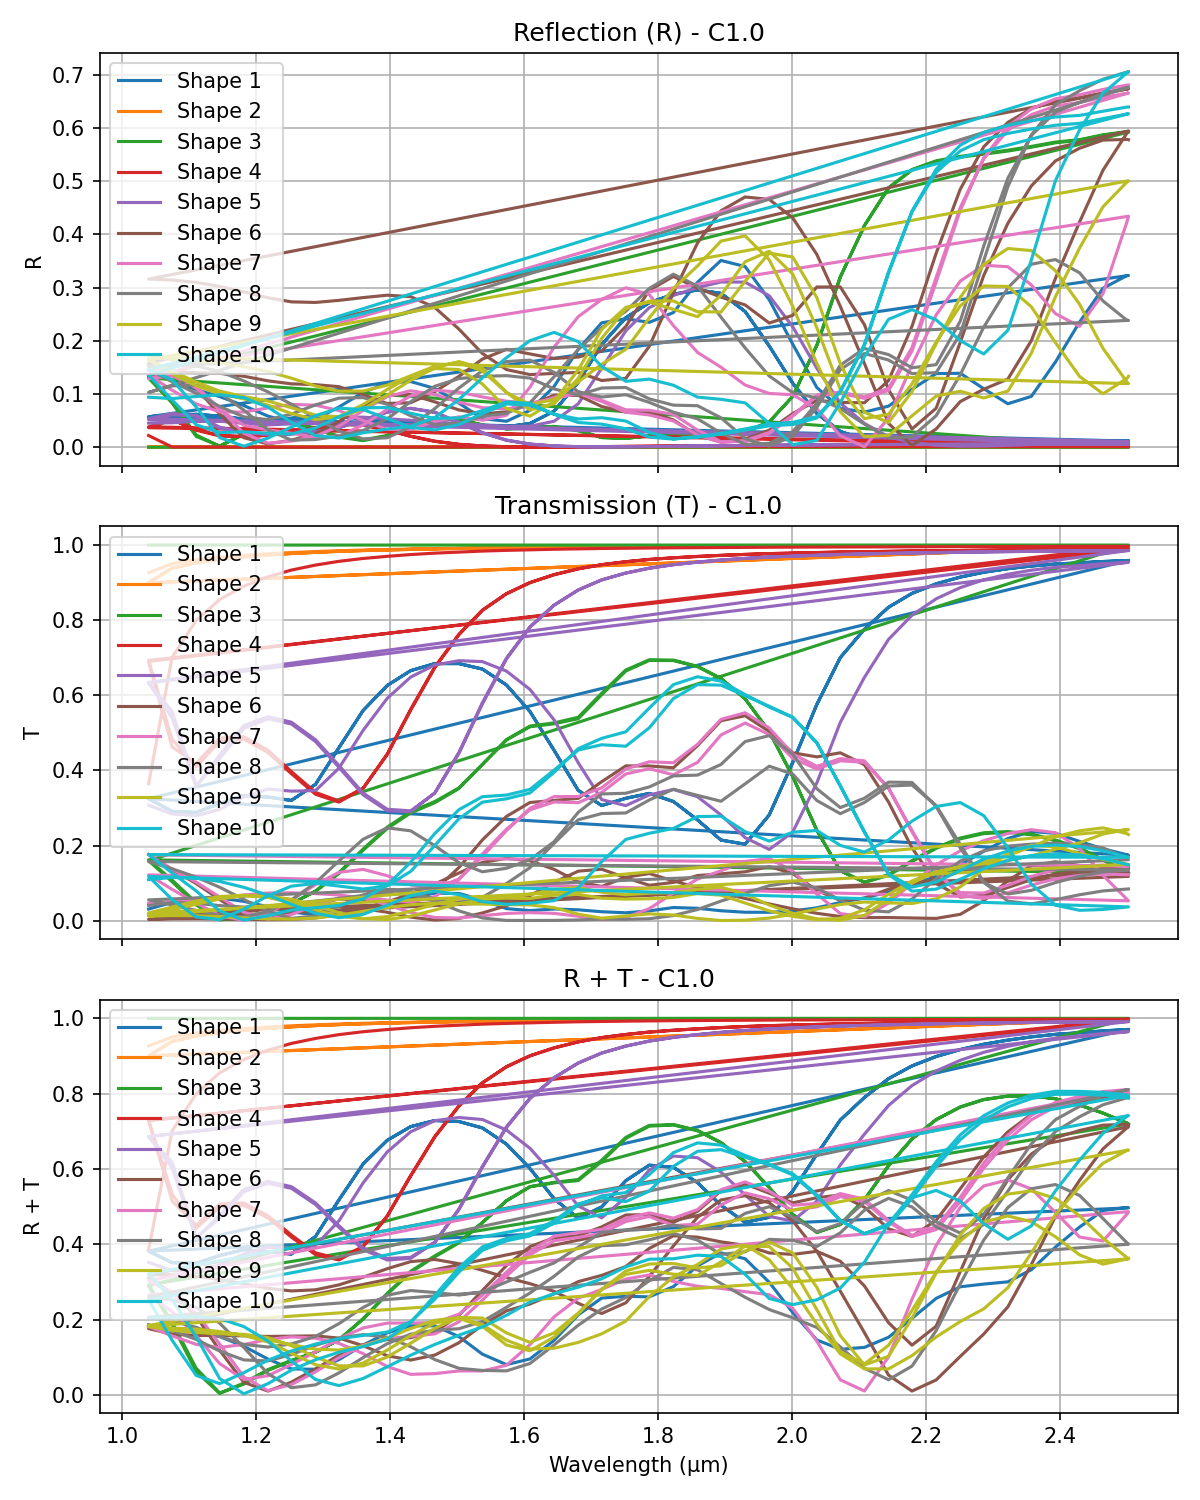 Reflection (R) - C1.0
R
0.7
0.6
0.5
0.4
0.3
0.2
0.1
0.0
Shape 1
Shape 2
Shape 3
Shape 4
Shape 5
Shape 6
Shape 7
Shape 8
Shape 9
Shape 10
Transmission (T) - C1.0
T
1.0
0.8
0.6
0.4
0.2
0.0
Shape 1
Shape 2
Shape 3
Shape 4
Shape 5
Shape 6
Shape 7
Shape 8
Shape 9
Shape 10
R + T - C1.0
R + T
1.0
0.8
0.6
0.4
0.2
0.0
Shape 1
Shape 2
Shape 3
Shape 4
Shape 5
Shape 6
Shape 7
Shape 8
Shape 9
Shape 10
1.0 1.2 1.4 1.6 1.8 2.0 2.2 2.4
Wavelength (μm)